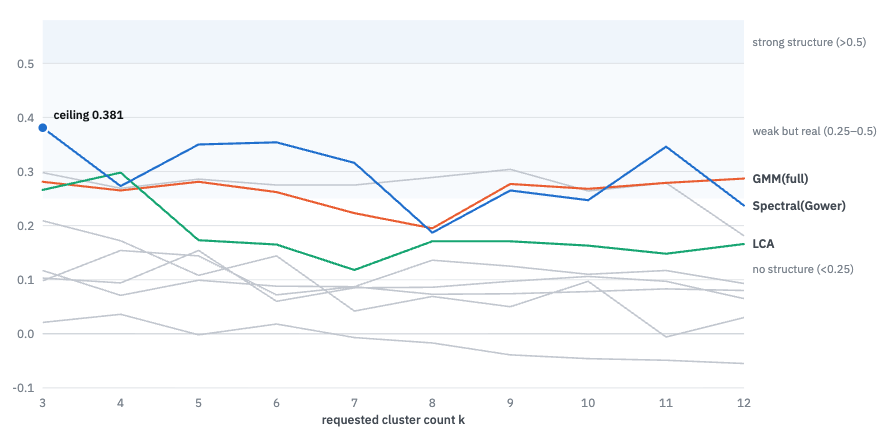 strong structure (>0.5)
0.5
ceiling 0.381
0.4
weak but real (0.25–0.5)
0.3
GMM(full)
Spectral(Gower)
0.2
LCA
no structure (<0.25)
0.1
0.0
-0.1
3 4 5 6 7 8 9 10 11 12
requested cluster count k